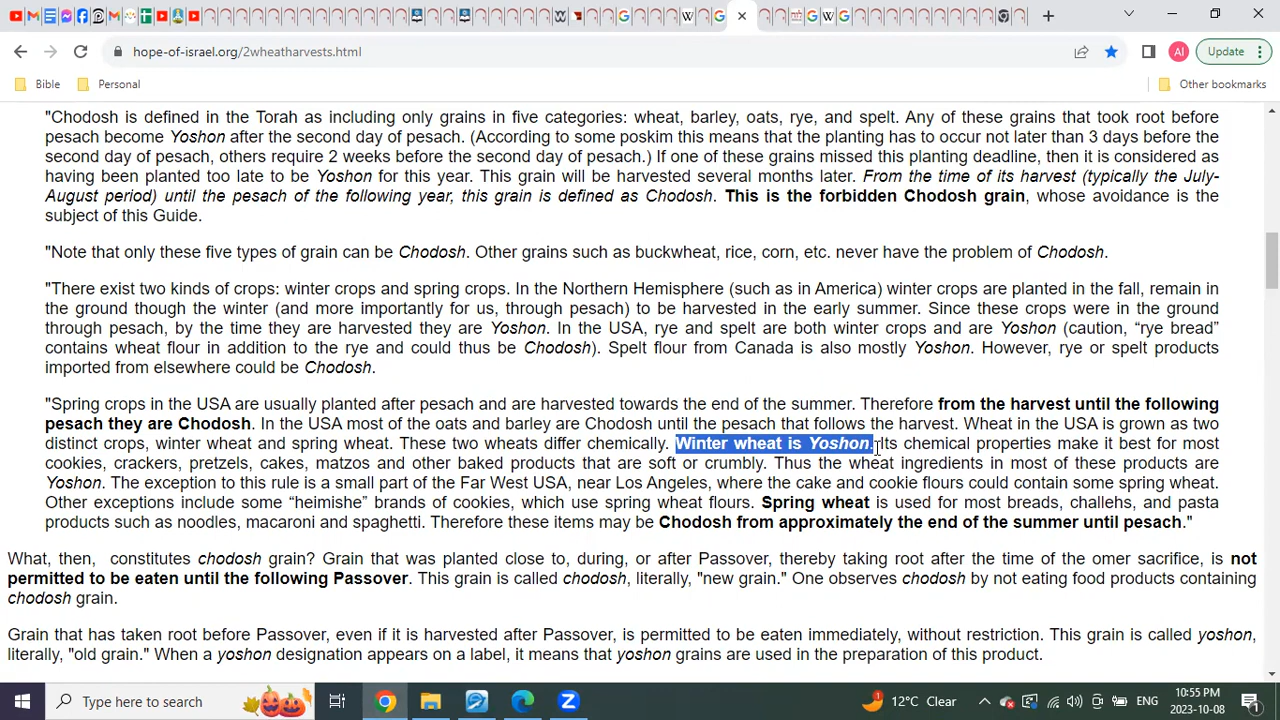 hope-of-israel.org/2wheatharvests.html
AI
Update
Bible
Personal
Other bookmarks
"Chodosh is defined in the Torah as including only grains in five categories: wheat, barley, oats, rye, and spelt. Any of these grains that took root before
pesach become Yoshon after the second day of pesach. (According to some poskim this means that the planting has to occur not later than 3 days before the
second day of pesach, others require 2 weeks before the second day of pesach.) If one of these grains missed this planting deadline, then it is considered as
having been planted too late to be Yoshon for this year. This grain will be harvested several months later. From the time of its harvest (typically the July-
August period) until the pesach of the following year, this grain is defined as Chodosh. This is the forbidden Chodosh grain, whose avoidance is the
subject of this Guide.
"Note that only these five types of grain can be Chodosh. Other grains such as buckwheat, rice, corn, etc. never have the problem of Chodosh.
"There exist two kinds of crops: winter crops and spring crops. In the Northern Hemisphere (such as in America) winter crops are planted in the fall, remain in
the ground though the winter (and more importantly for us, through pesach) to be harvested in the early summer. Since these crops were in the ground
through pesach, by the time they are harvested they are Yoshon. In the USA, rye and spelt are both winter crops and are Yoshon (caution, “rye bread”
contains wheat flour in addition to the rye and could thus be Chodosh). Spelt flour from Canada is also mostly Yoshon. However, rye or spelt products
imported from elsewhere could be Chodosh.
"Spring crops in the USA are usually planted after pesach and are harvested towards the end of the summer. Therefore from the harvest until the following
pesach they are Chodosh. In the USA most of the oats and barley are Chodosh until the pesach that follows the harvest. Wheat in the USA is grown as two
distinct crops, winter wheat and spring wheat. These two wheats differ chemically. Winter wheat is Yoshon. Its chemical properties make it best for most
cookies, crackers, pretzels, cakes, matzos and other baked products that are soft or crumbly. Thus the wheat ingredients in most of these products are
Yoshon. The exception to this rule is a small part of the Far West USA, near Los Angeles, where the cake and cookie flours could contain some spring wheat.
Other exceptions include some “heimishe” brands of cookies, which use spring wheat flours. Spring wheat is used for most breads, challehs, and pasta
products such as noodles, macaroni and spaghetti. Therefore these items may be Chodosh from approximately the end of the summer until pesach."
What, then, constitutes chodosh grain? Grain that was planted close to, during, or after Passover, thereby taking root after the time of the omer sacrifice, is not
permitted to be eaten until the following Passover. This grain is called chodosh, literally, "new grain." One observes chodosh by not eating food products containing
chodosh grain.
Grain that has taken root before Passover, even if it is harvested after Passover, is permitted to be eaten immediately, without restriction. This grain is called yoshon,
literally, "old grain." When a yoshon designation appears on a label, it means that yoshon grains are used in the preparation of this product.
Type here to search
12°C Clear
ENG
10:55 PM
2023-10-08
1